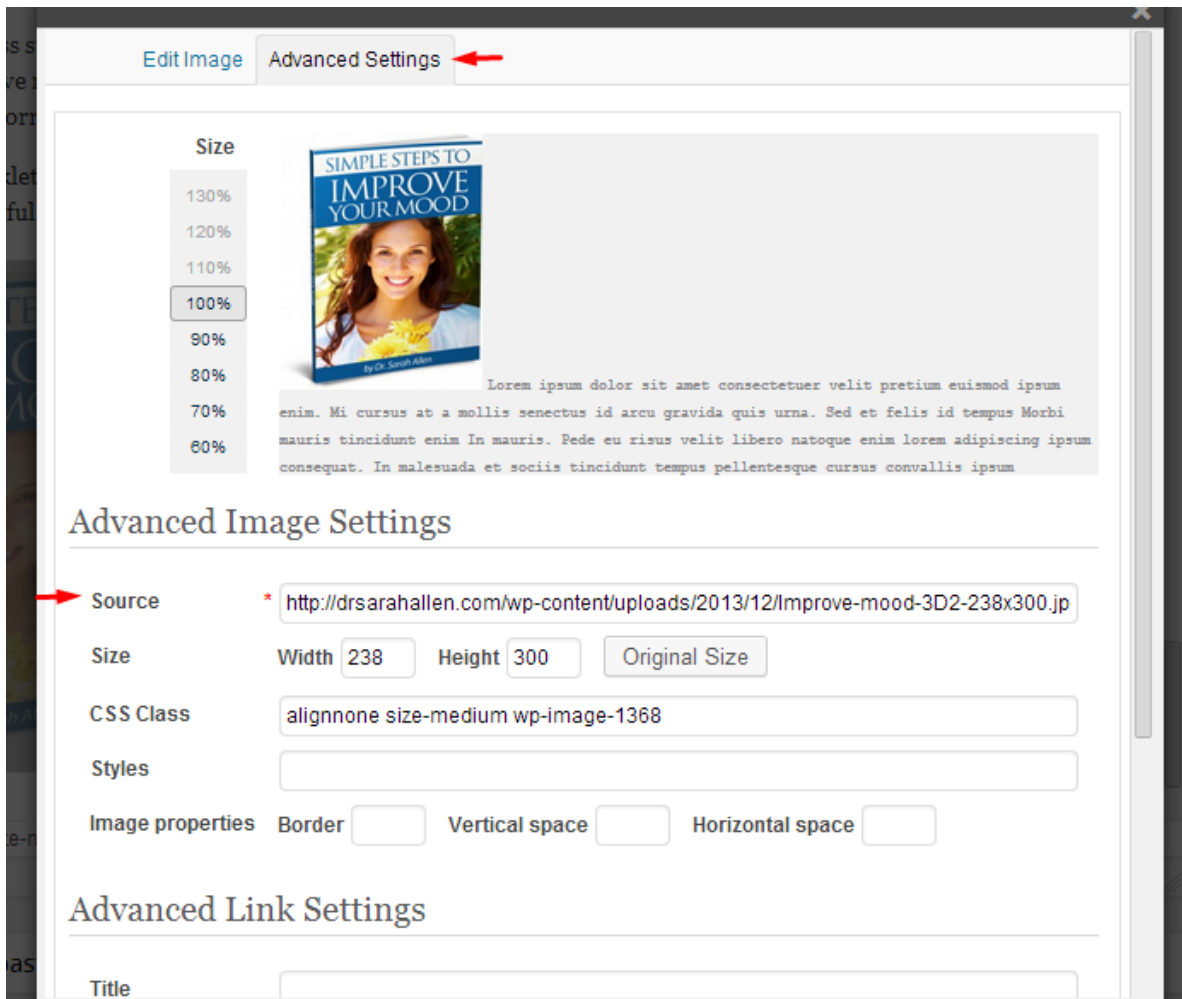 Edit Image Advanced Settings
Size
130%
120%
110%
100%
90%
80%
70%
60%
SIMPLE STEPS TO
IMPROVE
YOUR MOOD
by Dr. Sarah Allen
Lorem ipsum dolor sit amet consectetuer velit pretium euismod ipsum
enim. Mi cursus at a mollis senectus id arcu gravida quis urna. Sed et felis id tempus Morbi
mauris tincidunt enim In mauris. Pede eu risus velit libero natoque enim lorem adipiscing ipsum
consequat. In malesuada et sociis tincidunt tempus pellentesque cursus convallis ipsum
Advanced Image Settings
Source * http://drsarahallen.com/wp-content/uploads/2013/12/Improve-mood-3D2-238x300.jp
Size Width 238 Height 300 Original Size
CSS Class alignnone size-medium wp-image-1368
Styles
Image properties Border Vertical space Horizontal space
Advanced Link Settings
Title